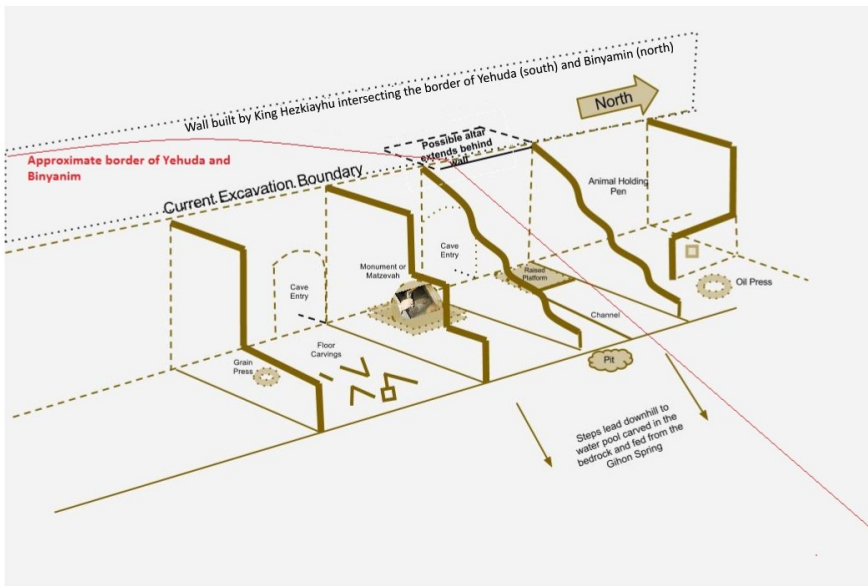 Wall built by King Hezkiayhu intersecting the border of Yehuda (south) and Binyamin (north)
North
Possible altar
extends behind
wall
Approximate border of Yehuda and
Binyanim
Current Excavation Boundary
Animal Holding
Pen
Cave
Entry
Monument or
Matzevah
Raised
Platform
Cave
Entry
Oil Press
Channel
Floor
Carvings
Grain
Press
Pit
Steps lead downhill to
water pool carved in the
bedrock and fed from the
Gihon Spring